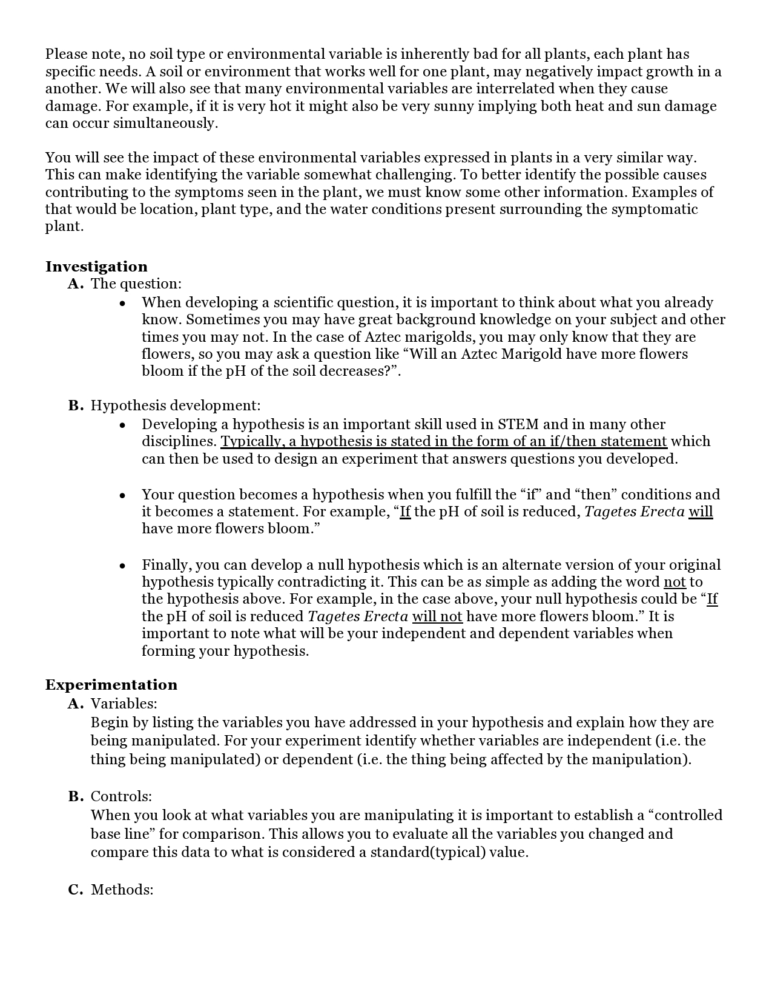 Please note, no soil type or environmental variable is inherently bad for all plants, each plant has
specific needs. A soil or environment that works well for one plant, may negatively impact growth in a
another. We will also see that many environmental variables are interrelated when they cause
damage. For example, if it is very hot it might also be very sunny implying both heat and sun damage
can occur simultaneously.
You will see the impact of these environmental variables expressed in plants in a very similar way.
This can make identifying the variable somewhat challenging. To better identify the possible causes
contributing to the symptoms seen in the plant, we must know some other information. Examples of
that would be location, plant type, and the water conditions present surrounding the symptomatic
plant.
Investigation
A. The question:
• When developing a scientific question, it is important to think about what you already
know. Sometimes you may have great background knowledge on your subject and other
times you may not. In the case of Aztec marigolds, you may only know that they are
flowers, so you may ask a question like “Will an Aztec Marigold have more flowers
bloom if the pH of the soil decreases?”.
B. Hypothesis development:
• Developing a hypothesis is an important skill used in STEM and in many other
disciplines. Typically, a hypothesis is stated in the form of an if/then statement which
can then be used to design an experiment that answers questions you developed.
• Your question becomes a hypothesis when you fulfill the “if” and “then” conditions and
it becomes a statement. For example, “If the pH of soil is reduced, Tagetes Erecta will
have more flowers bloom.”
• Finally, you can develop a null hypothesis which is an alternate version of your original
hypothesis typically contradicting it. This can be as simple as adding the word not to
the hypothesis above. For example, in the case above, your null hypothesis could be “If
the pH of soil is reduced Tagetes Erecta will not have more flowers bloom.” It is
important to note what will be your independent and dependent variables when
forming your hypothesis.
Experimentation
A. Variables:
Begin by listing the variables you have addressed in your hypothesis and explain how they are
being manipulated. For your experiment identify whether variables are independent (i.e. the
thing being manipulated) or dependent (i.e. the thing being affected by the manipulation).
B. Controls:
When you look at what variables you are manipulating it is important to establish a “controlled
base line” for comparison. This allows you to evaluate all the variables you changed and
compare this data to what is considered a standard(typical) value.
C. Methods: